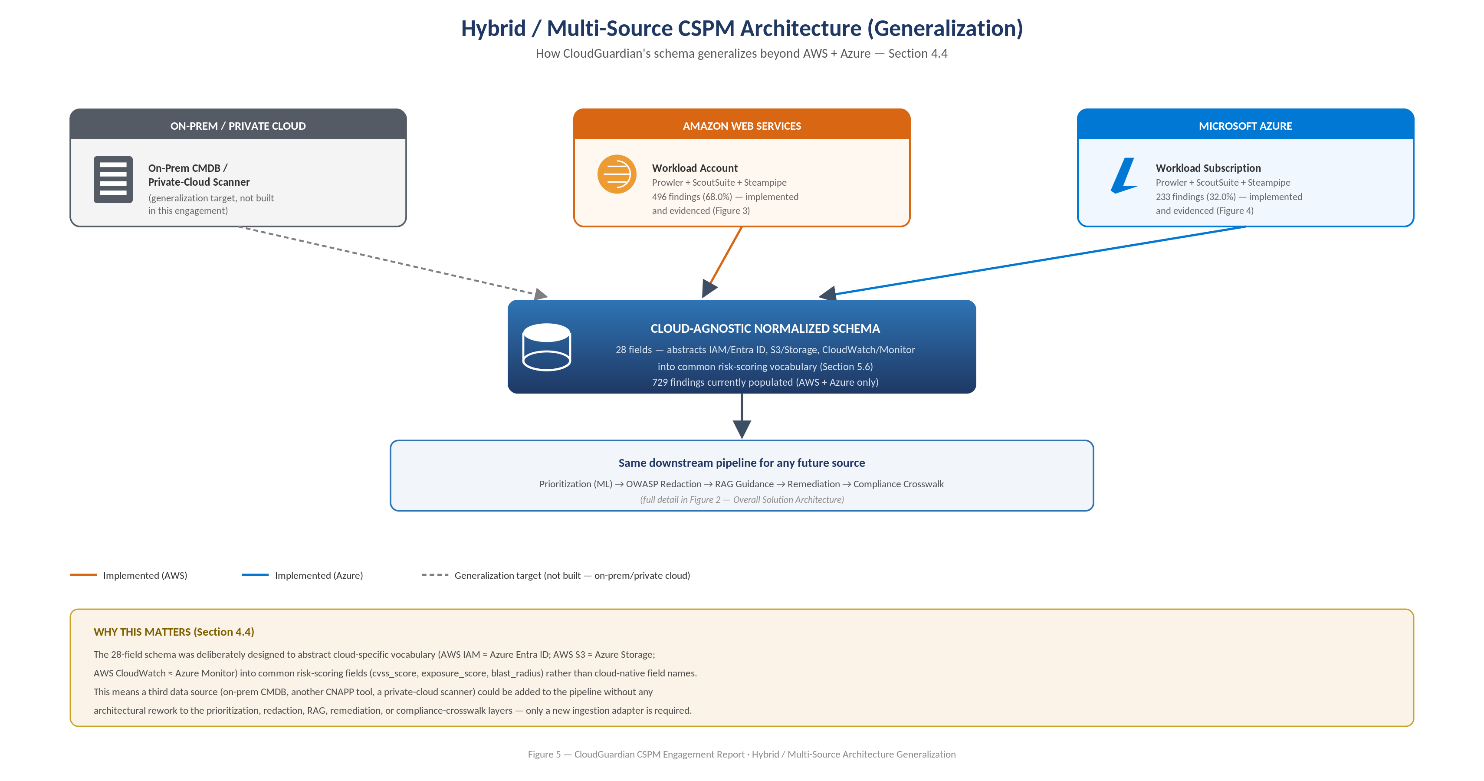 Hybrid / Multi-Source CSPM Architecture (Generalization)
How CloudGuardian's schema generalizes beyond AWS + Azure — Section 4.4
ON-PREM / PRIVATE CLOUD
On-Prem CMDB /
Private-Cloud Scanner
(generalization target, not built
in this engagement)
AMAZON WEB SERVICES
Workload Account
Prowler + ScoutSuite + Steampipe
496 findings (68.0%) — implemented
and evidenced (Figure 3)
MICROSOFT AZURE
Workload Subscription
Prowler + ScoutSuite + Steampipe
233 findings (32.0%) — implemented
and evidenced (Figure 4)
CLOUD-AGNOSTIC NORMALIZED SCHEMA
28 fields — abstracts IAM/Entra ID, S3/Storage, CloudWatch/Monitor
into common risk-scoring vocabulary (Section 5.6)
729 findings currently populated (AWS + Azure only)
Same downstream pipeline for any future source
Prioritization (ML) → OWASP Redaction → RAG Guidance → Remediation → Compliance Crosswalk
(full detail in Figure 2 — Overall Solution Architecture)
Implemented (AWS)
Implemented (Azure)
Generalization target (not built — on-prem/private cloud)
WHY THIS MATTERS (Section 4.4)
The 28-field schema was deliberately designed to abstract cloud-specific vocabulary (AWS IAM ≈ Azure Entra ID; AWS S3 ≈ Azure Storage;
AWS CloudWatch ≈ Azure Monitor) into common risk-scoring fields (cvss_score, exposure_score, blast_radius) rather than cloud-native field names.
This means a third data source (on-prem CMDB, another CNAPP tool, a private-cloud scanner) could be added to the pipeline without any
architectural rework to the prioritization, redaction, RAG, remediation, or compliance-crosswalk layers — only a new ingestion adapter is required.
Figure 5 — CloudGuardian CSPM Engagement Report · Hybrid / Multi-Source Architecture Generalization